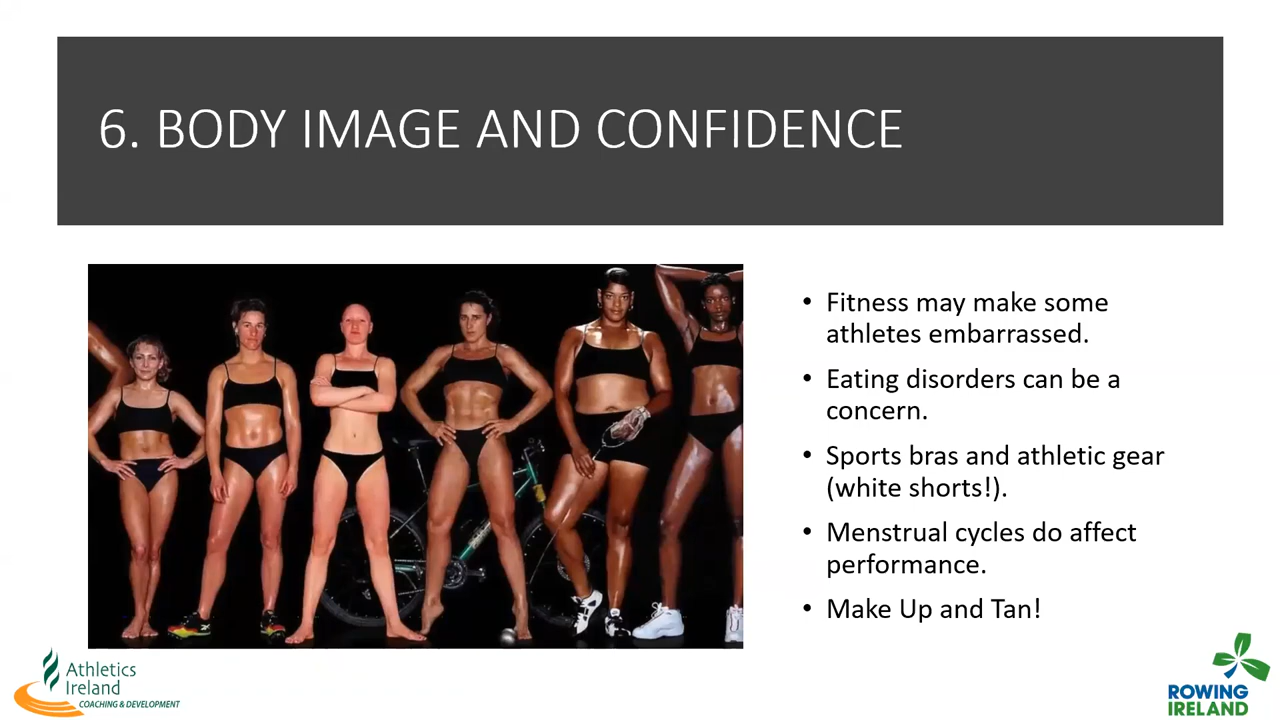 6. BODY IMAGE AND CONFIDENCE
• Fitness may make some
athletes embarrassed.
• Eating disorders can be a
concern.
• Sports bras and athletic gear
(white shorts!).
• Menstrual cycles do affect
performance.
• Make Up and Tan!
Athletics
Ireland
COACHING & DEVELOPMENT
ROWING
IRELAND